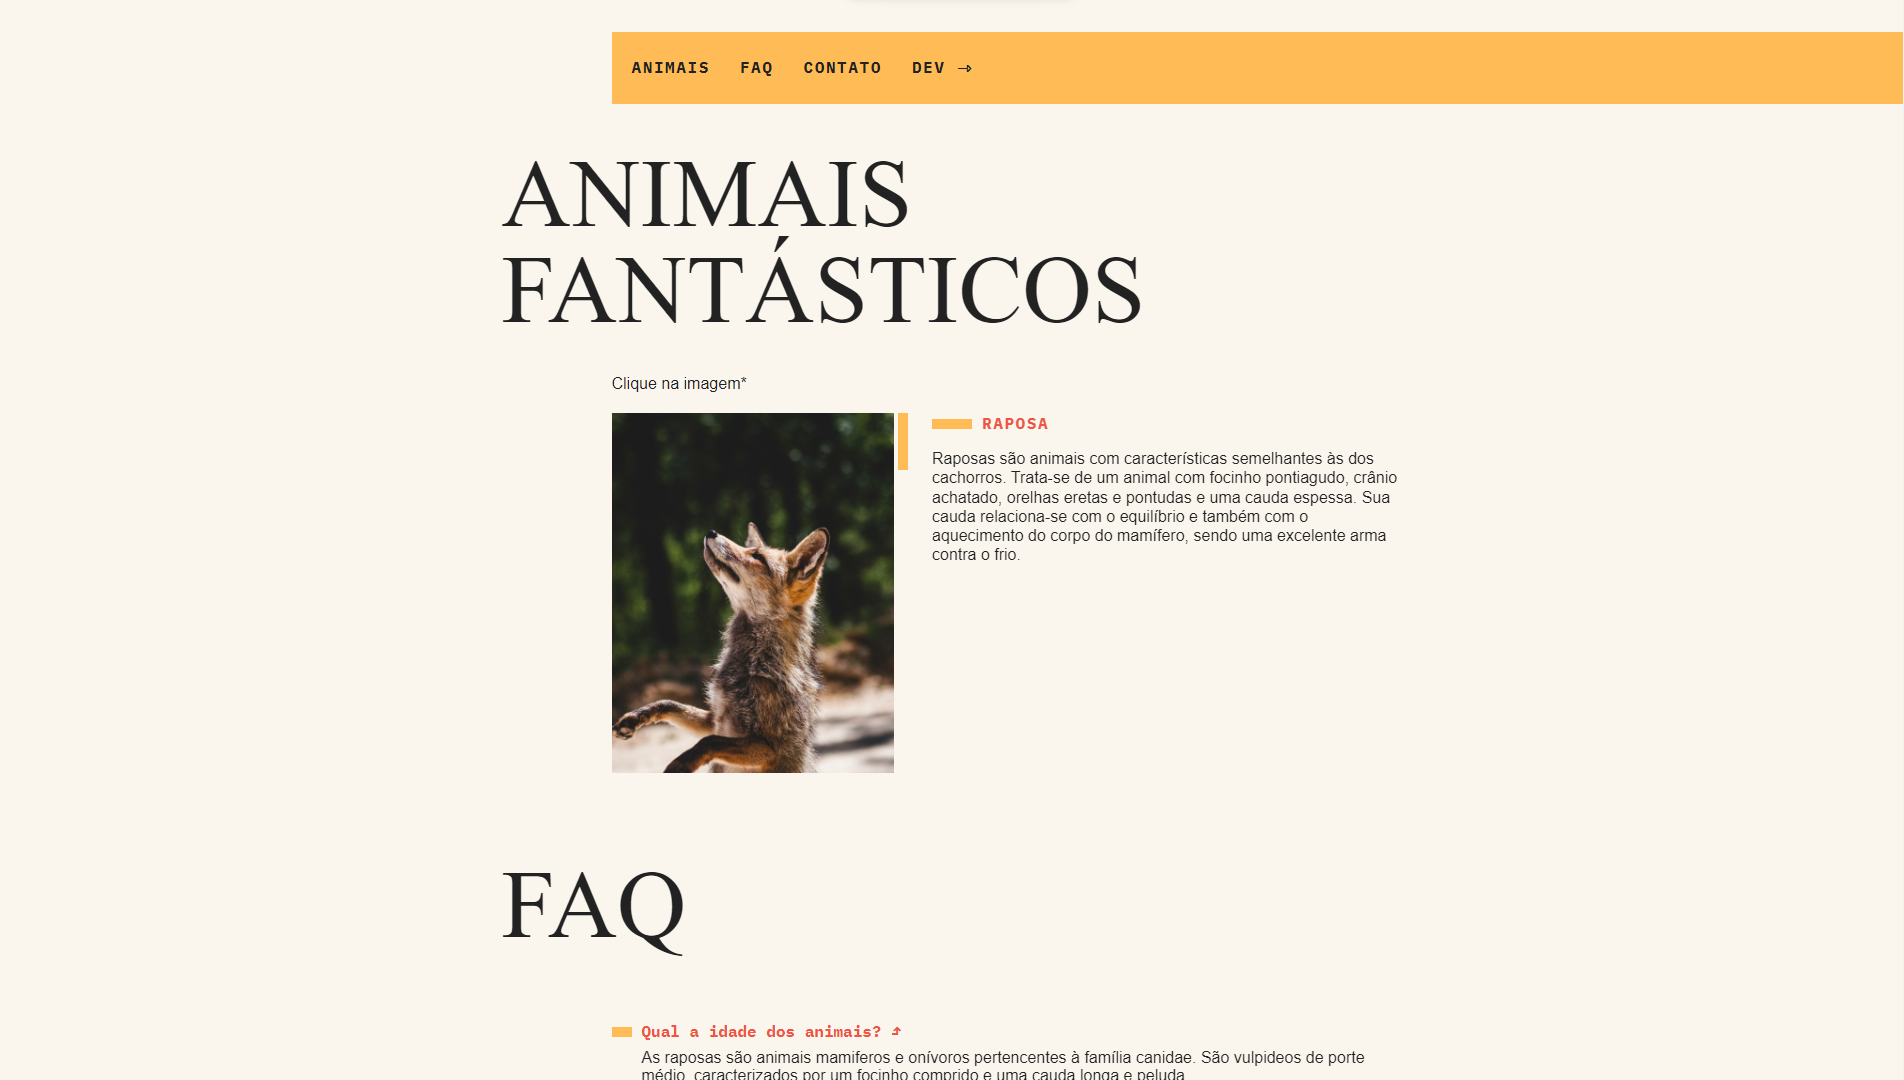 ANIMAIS FAQ CONTATO DEV ⇾
ANIMAIS
FANTÁSTICOS
Clique na imagem*
RAPOSA
Raposas são animais com características semelhantes às dos
cachorros. Trata-se de um animal com focinho pontiagudo, crânio
achatado, orelhas eretas e pontudas e uma cauda espessa. Sua
cauda relaciona-se com o equilíbrio e também com o
aquecimento do corpo do mamífero, sendo uma excelente arma
contra o frio.
FAQ
Qual a idade dos animais? ⮍
As raposas são animais mamiferos e onívoros pertencentes à família canidae. São vulpideos de porte
médio, caracterizados por um focinho comprido e uma cauda longa e peluda